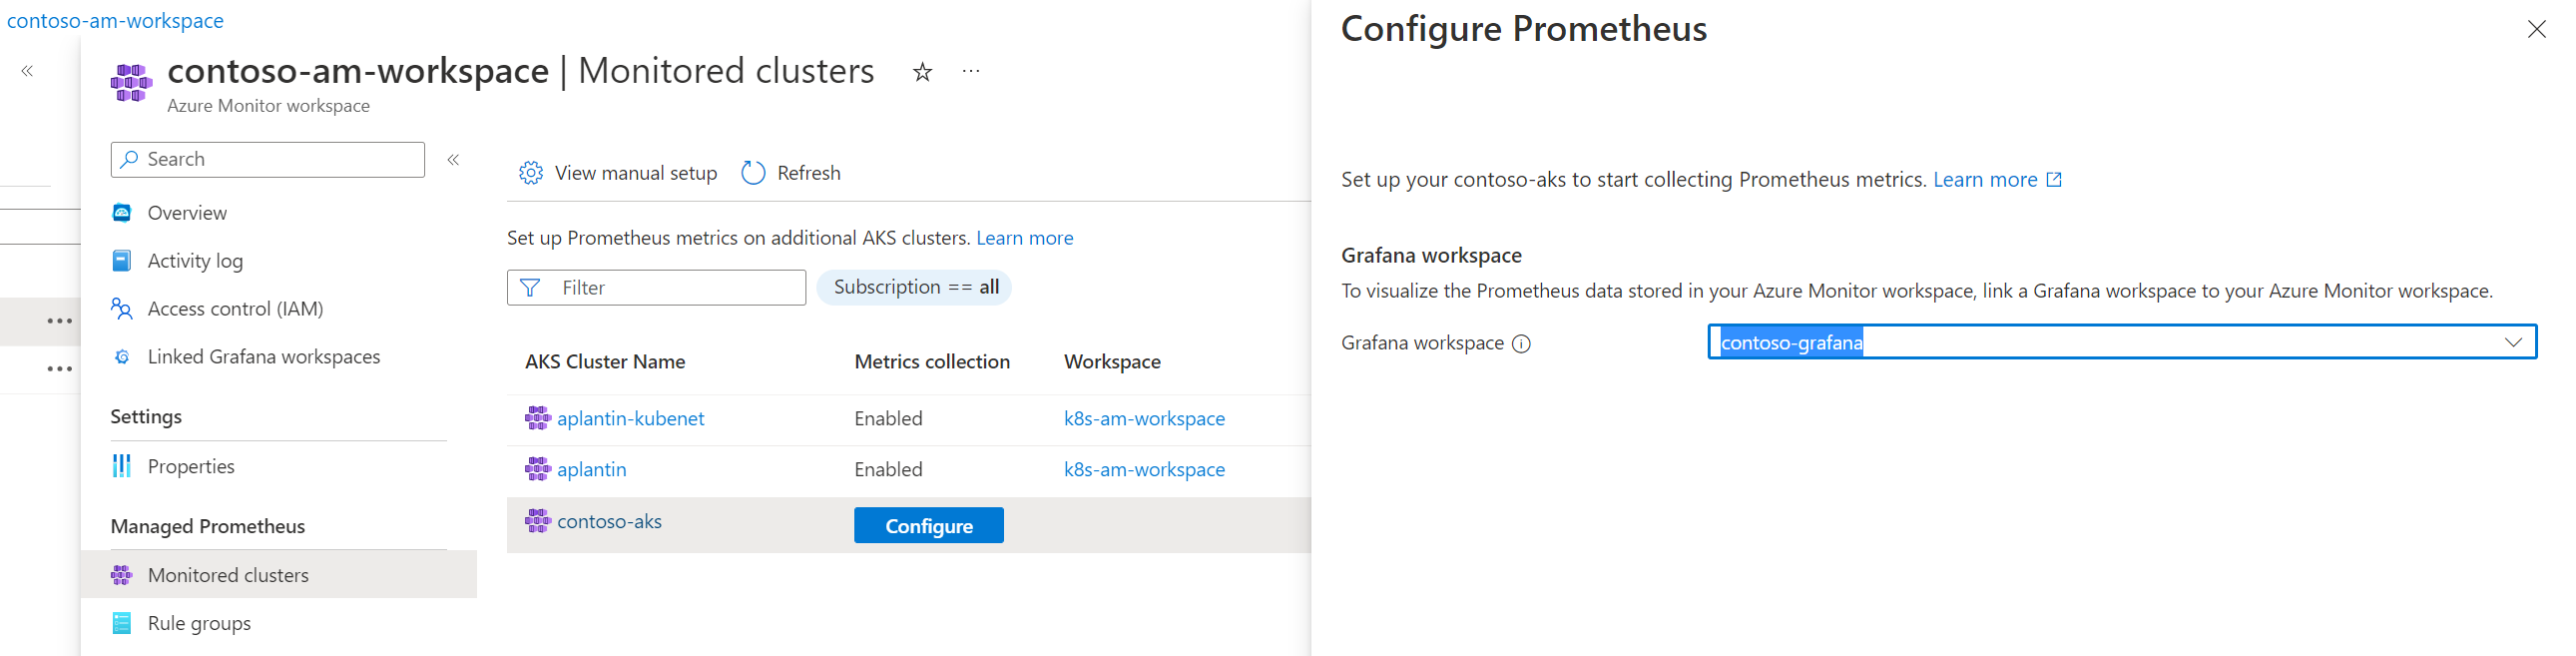 contoso-am-workspace
contoso-am-workspace | Monitored clusters
Azure Monitor workspace
Search
Overview
Activity log
Access control (IAM)
Linked Grafana workspaces
Settings
Properties
Managed Prometheus
Monitored clusters
Rule groups
View manual setup Refresh
Set up Prometheus metrics on additional AKS clusters. Learn more
Filter Subscription == all
AKS Cluster Name Metrics collection Workspace
aplantin-kubenet Enabled k8s-am-workspace
aplantin Enabled k8s-am-workspace
contoso-aks Configure
Configure Prometheus
Set up your contoso-aks to start collecting Prometheus metrics. Learn more
Grafana workspace
To visualize the Prometheus data stored in your Azure Monitor workspace, link a Grafana workspace to your Azure Monitor workspace.
Grafana workspace contoso-grafana